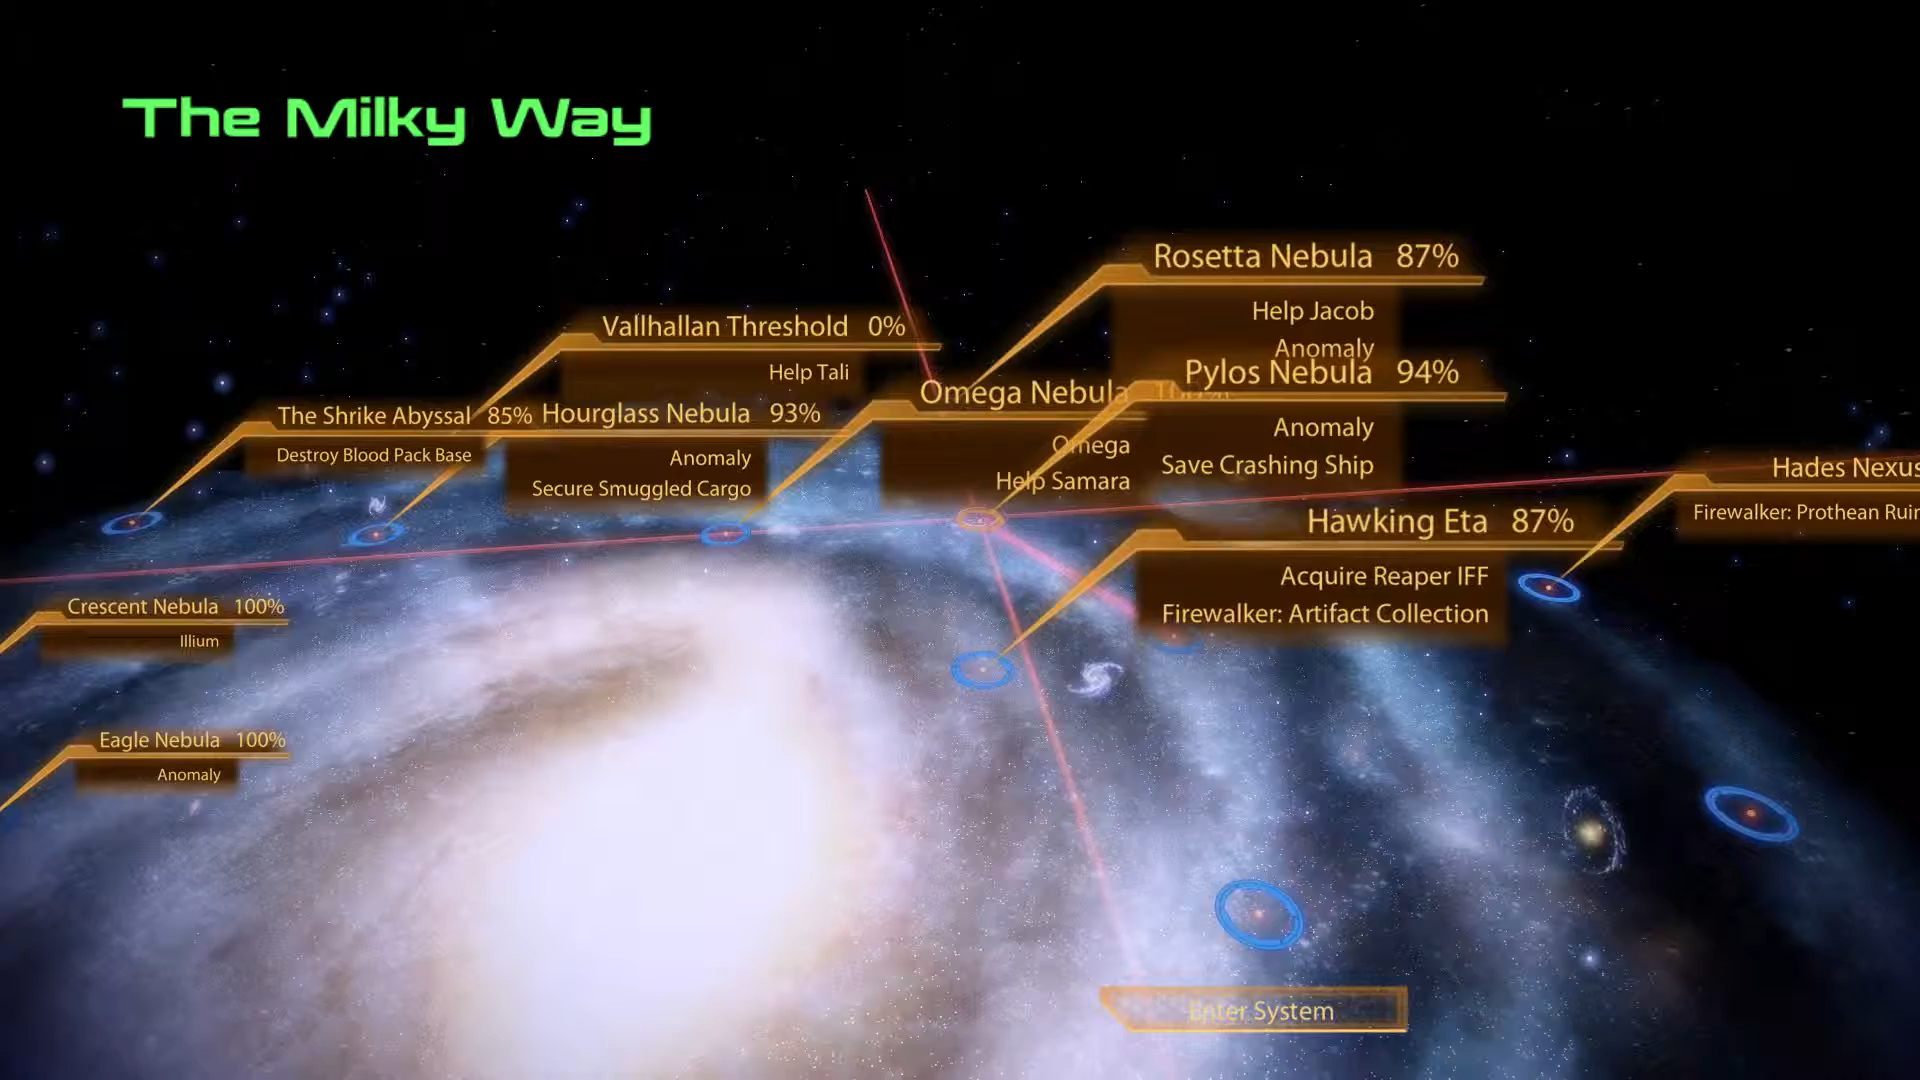 The Milky Way
Rosetta Nebula 87%
Help Jacob
Anomaly
Vallhallan Threshold 0%
Help Tali
Pylos Nebula 94%
Anomaly
Save Crashing Ship
Omega Nebula 100%
Omega
Help Samara
The Shrike Abyssal 85%
Destroy Blood Pack Base
Hourglass Nebula 93%
Anomaly
Secure Smuggled Cargo
Hades Nexus
Firewalker: Prothean Ruin
Hawking Eta 87%
Acquire Reaper IFF
Firewalker: Artifact Collection
Crescent Nebula 100%
Illium
Eagle Nebula 100%
Anomaly
Enter System